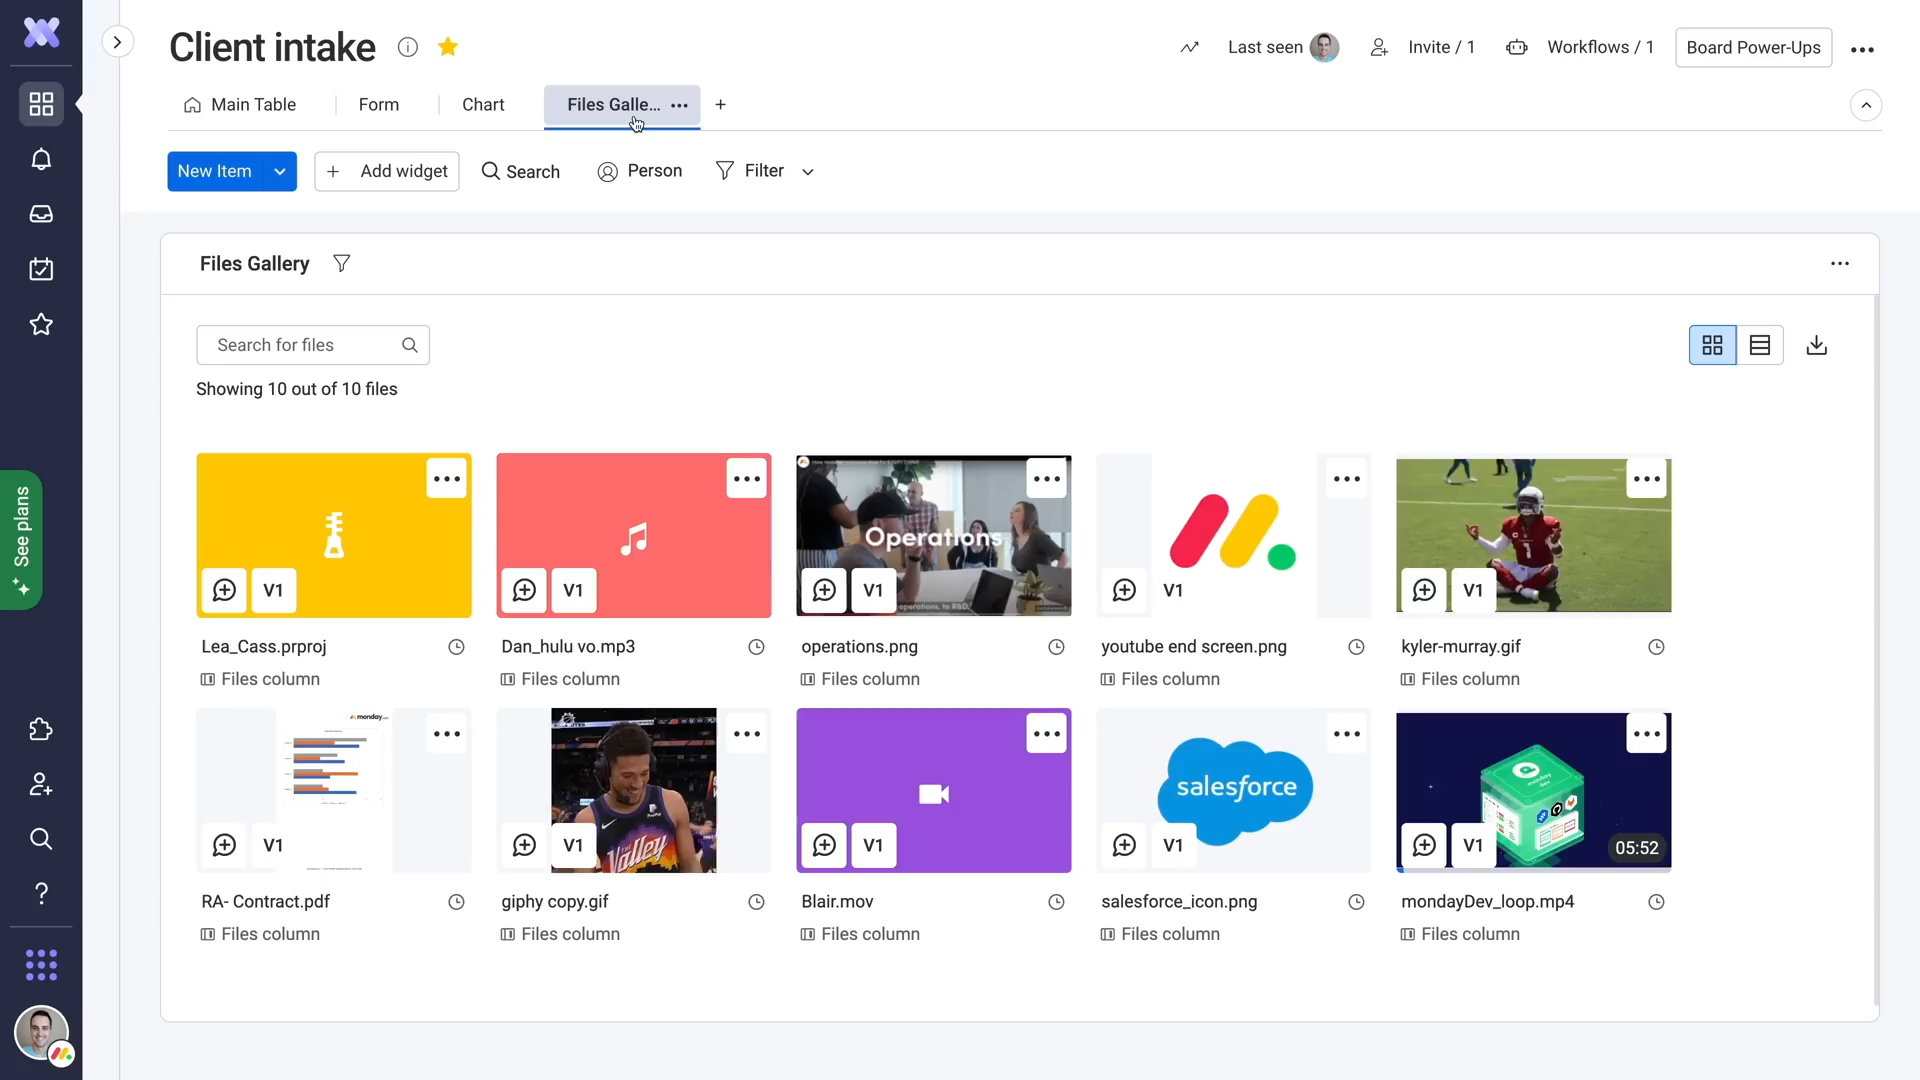 Client intake
Last seen
Invite / 1
Workflows / 1
Board Power-Ups
Main Table
Form
Chart
Files Galle...
New Item
Add widget
Search
Person
Filter
Files Gallery
Search for files
Showing 10 out of 10 files
See plans
V1
V1
Operations
V1
V1
V1
Lea_Cass.prproj
Dan_hulu vo.mp3
operations.png
youtube end screen.png
kyler-murray.gif
Files column
Files column
Files column
Files column
Files column
monday
V1
The Valley
V1
V1
salesforce
V1
monday dev
V1
05:52
RA- Contract.pdf
giphy copy.gif
Blair.mov
salesforce_icon.png
mondayDev_loop.mp4
Files column
Files column
Files column
Files column
Files column